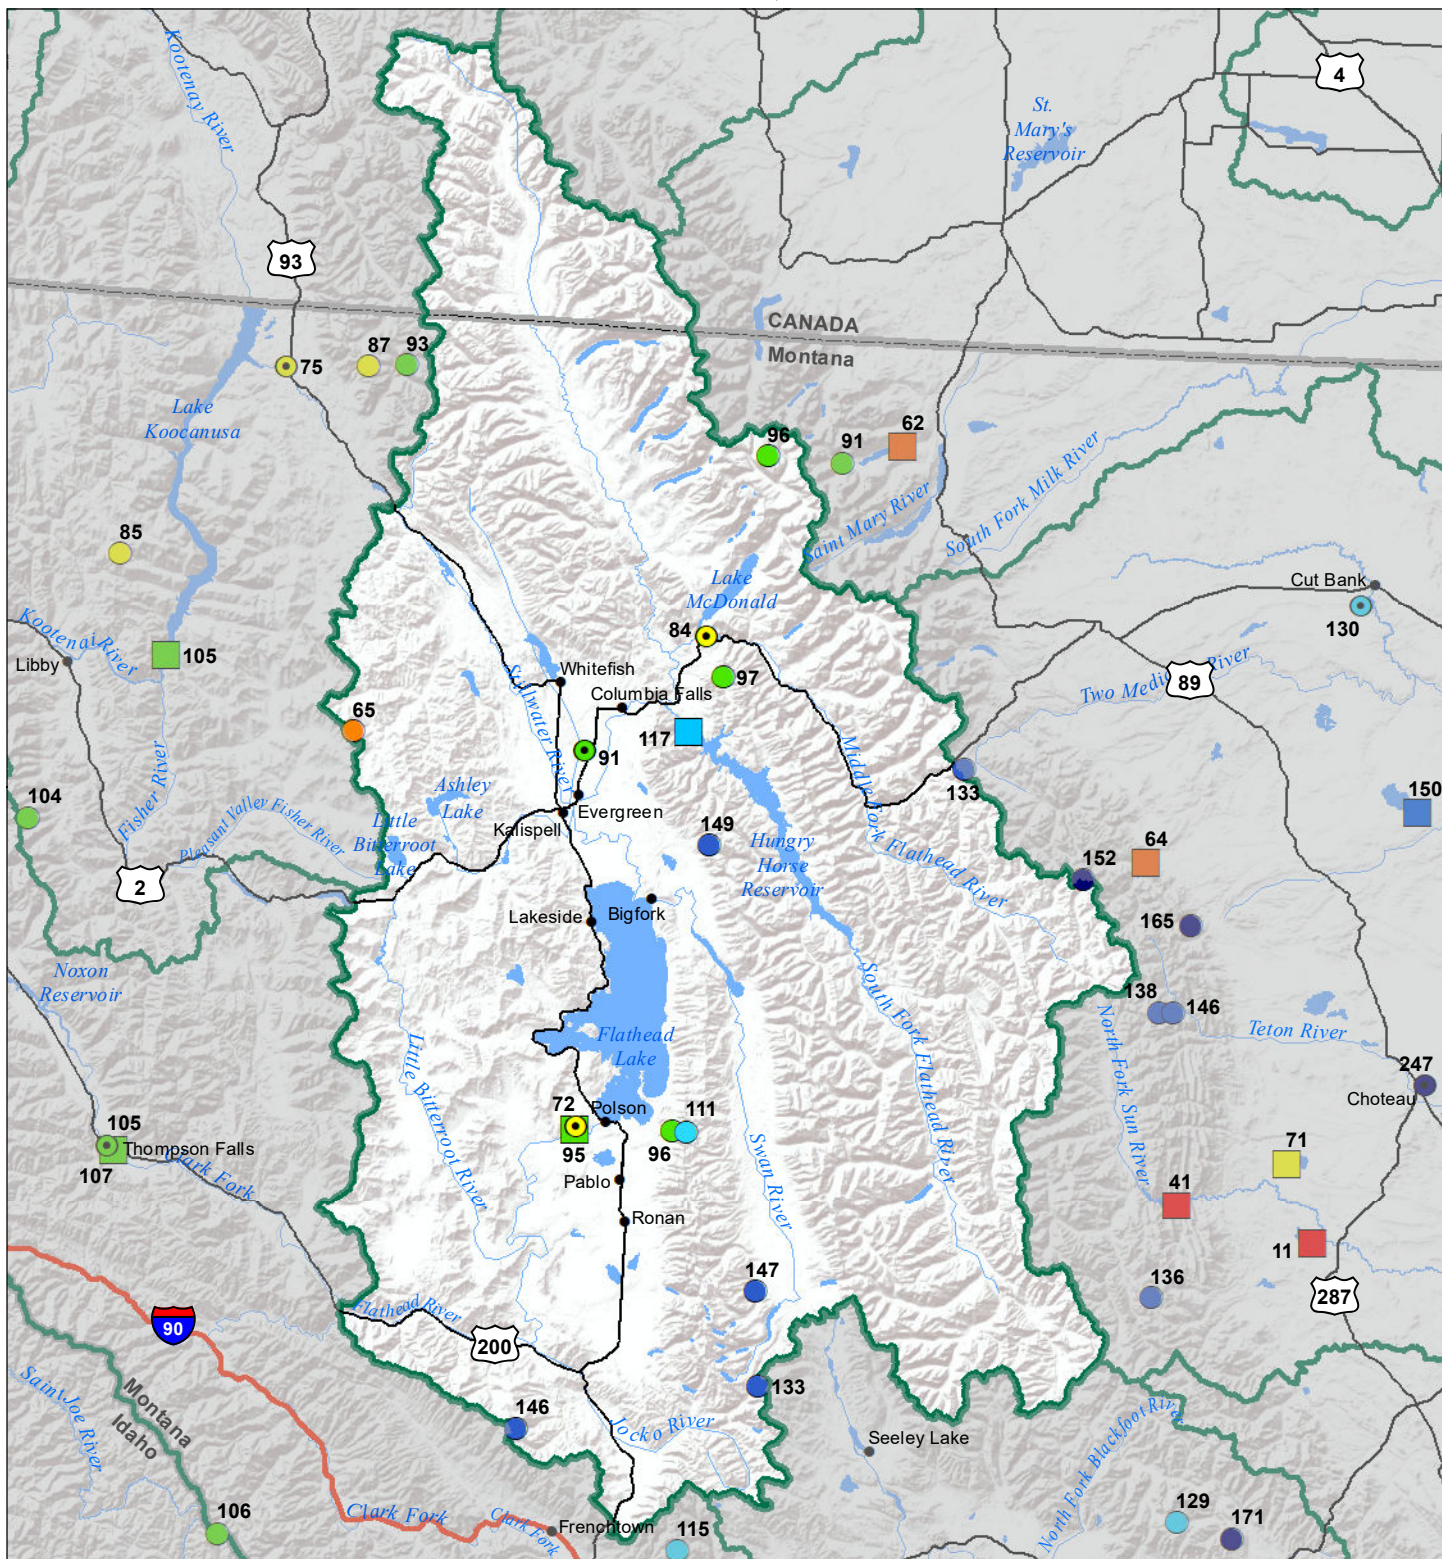 Kootenay River
4
St.
Mary's
Reservoir
93
CANADA
Montana
87
93
75
Lake
Koocanusa
96
91
62
Saint Mary River
South Fork Milk River
85
Lake
McDonald
Cut Bank
130
Kootenai River
Libby
105
84
Whitefish
97
Columbia Falls
Two Medicine River
89
65
Stillwater River
117
91
Middle Fork Flathead River
133
Fisher River
104
Ashley
Lake
Evergreen
Kalispell
150
Pleasant Valley Fisher River
Little
Bitterroot
Lake
149
Hungry
Horse
Reservoir
64
152
2
Lakeside
Bigfork
165
Noxon
Reservoir
South Fork Flathead River
138
146
North Fork Sun River
Teton River
Flathead
Lake
Little Bitterroot River
247
Choteau
72
Polson
111
95
96
105
Thompson Falls
107
Clark Fork
Swan River
71
Pablo
41
Ronan
11
147
136
287
Flathead River
90
200
133
146
Jocko River
Montana
Idaho
Saint Joe River
Seeley Lake
North Fork Blackfoot River
106
Clark Fork
Clark Fork
Frenchtown
115
129
171